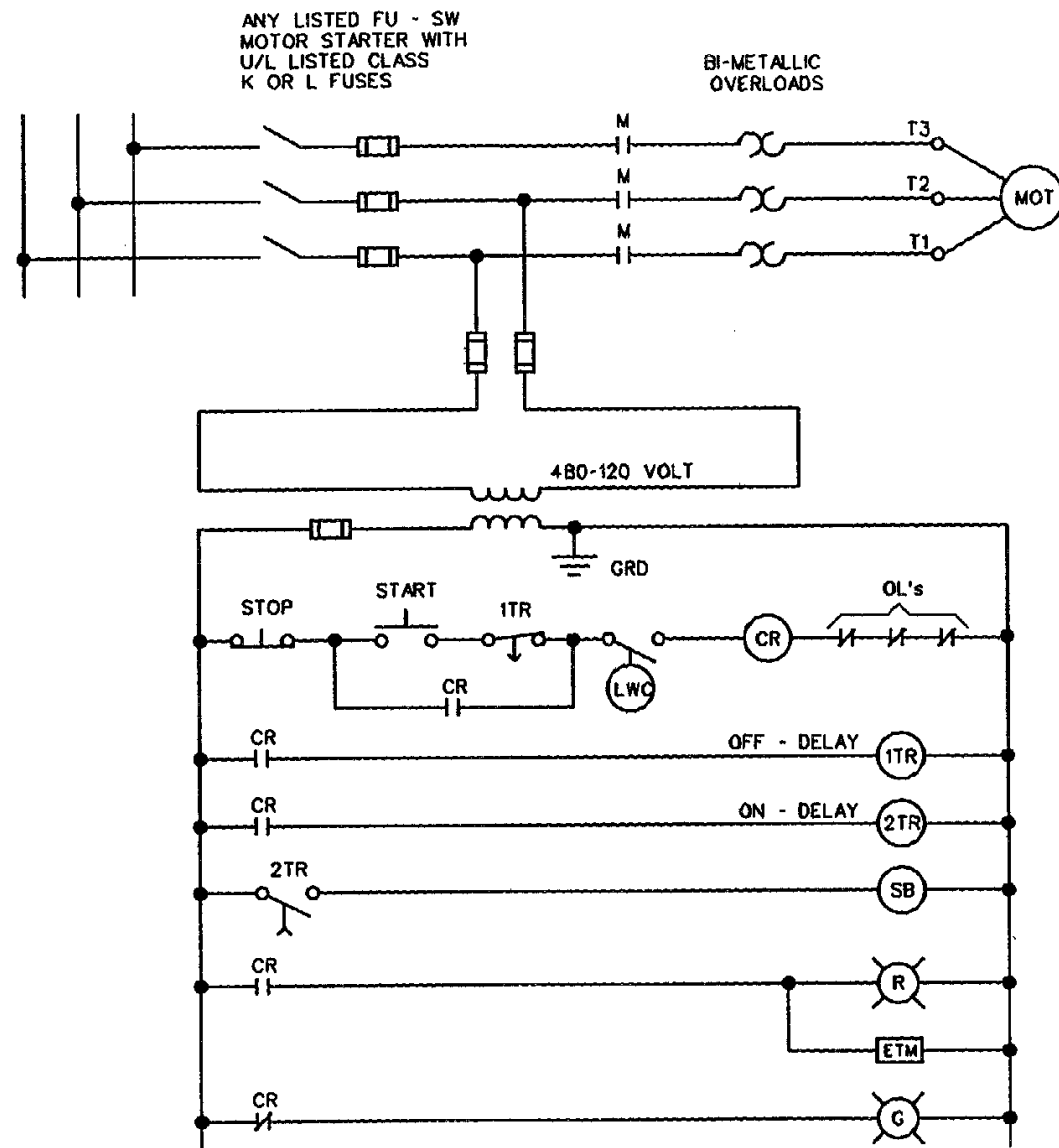 ANY LISTED FU - SW
MOTOR STARTER WITH
U/L LISTED CLASS
K OR L FUSES
BI-METALLIC
OVERLOADS
M
T3
M
T2
MOT
M
T1
480-120 VOLT
GRD
STOP
START
1TR
OL's
CR
CR
LWC
CR
OFF - DELAY
1TR
CR
ON - DELAY
2TR
2TR
SB
CR
R
ETM
CR
G